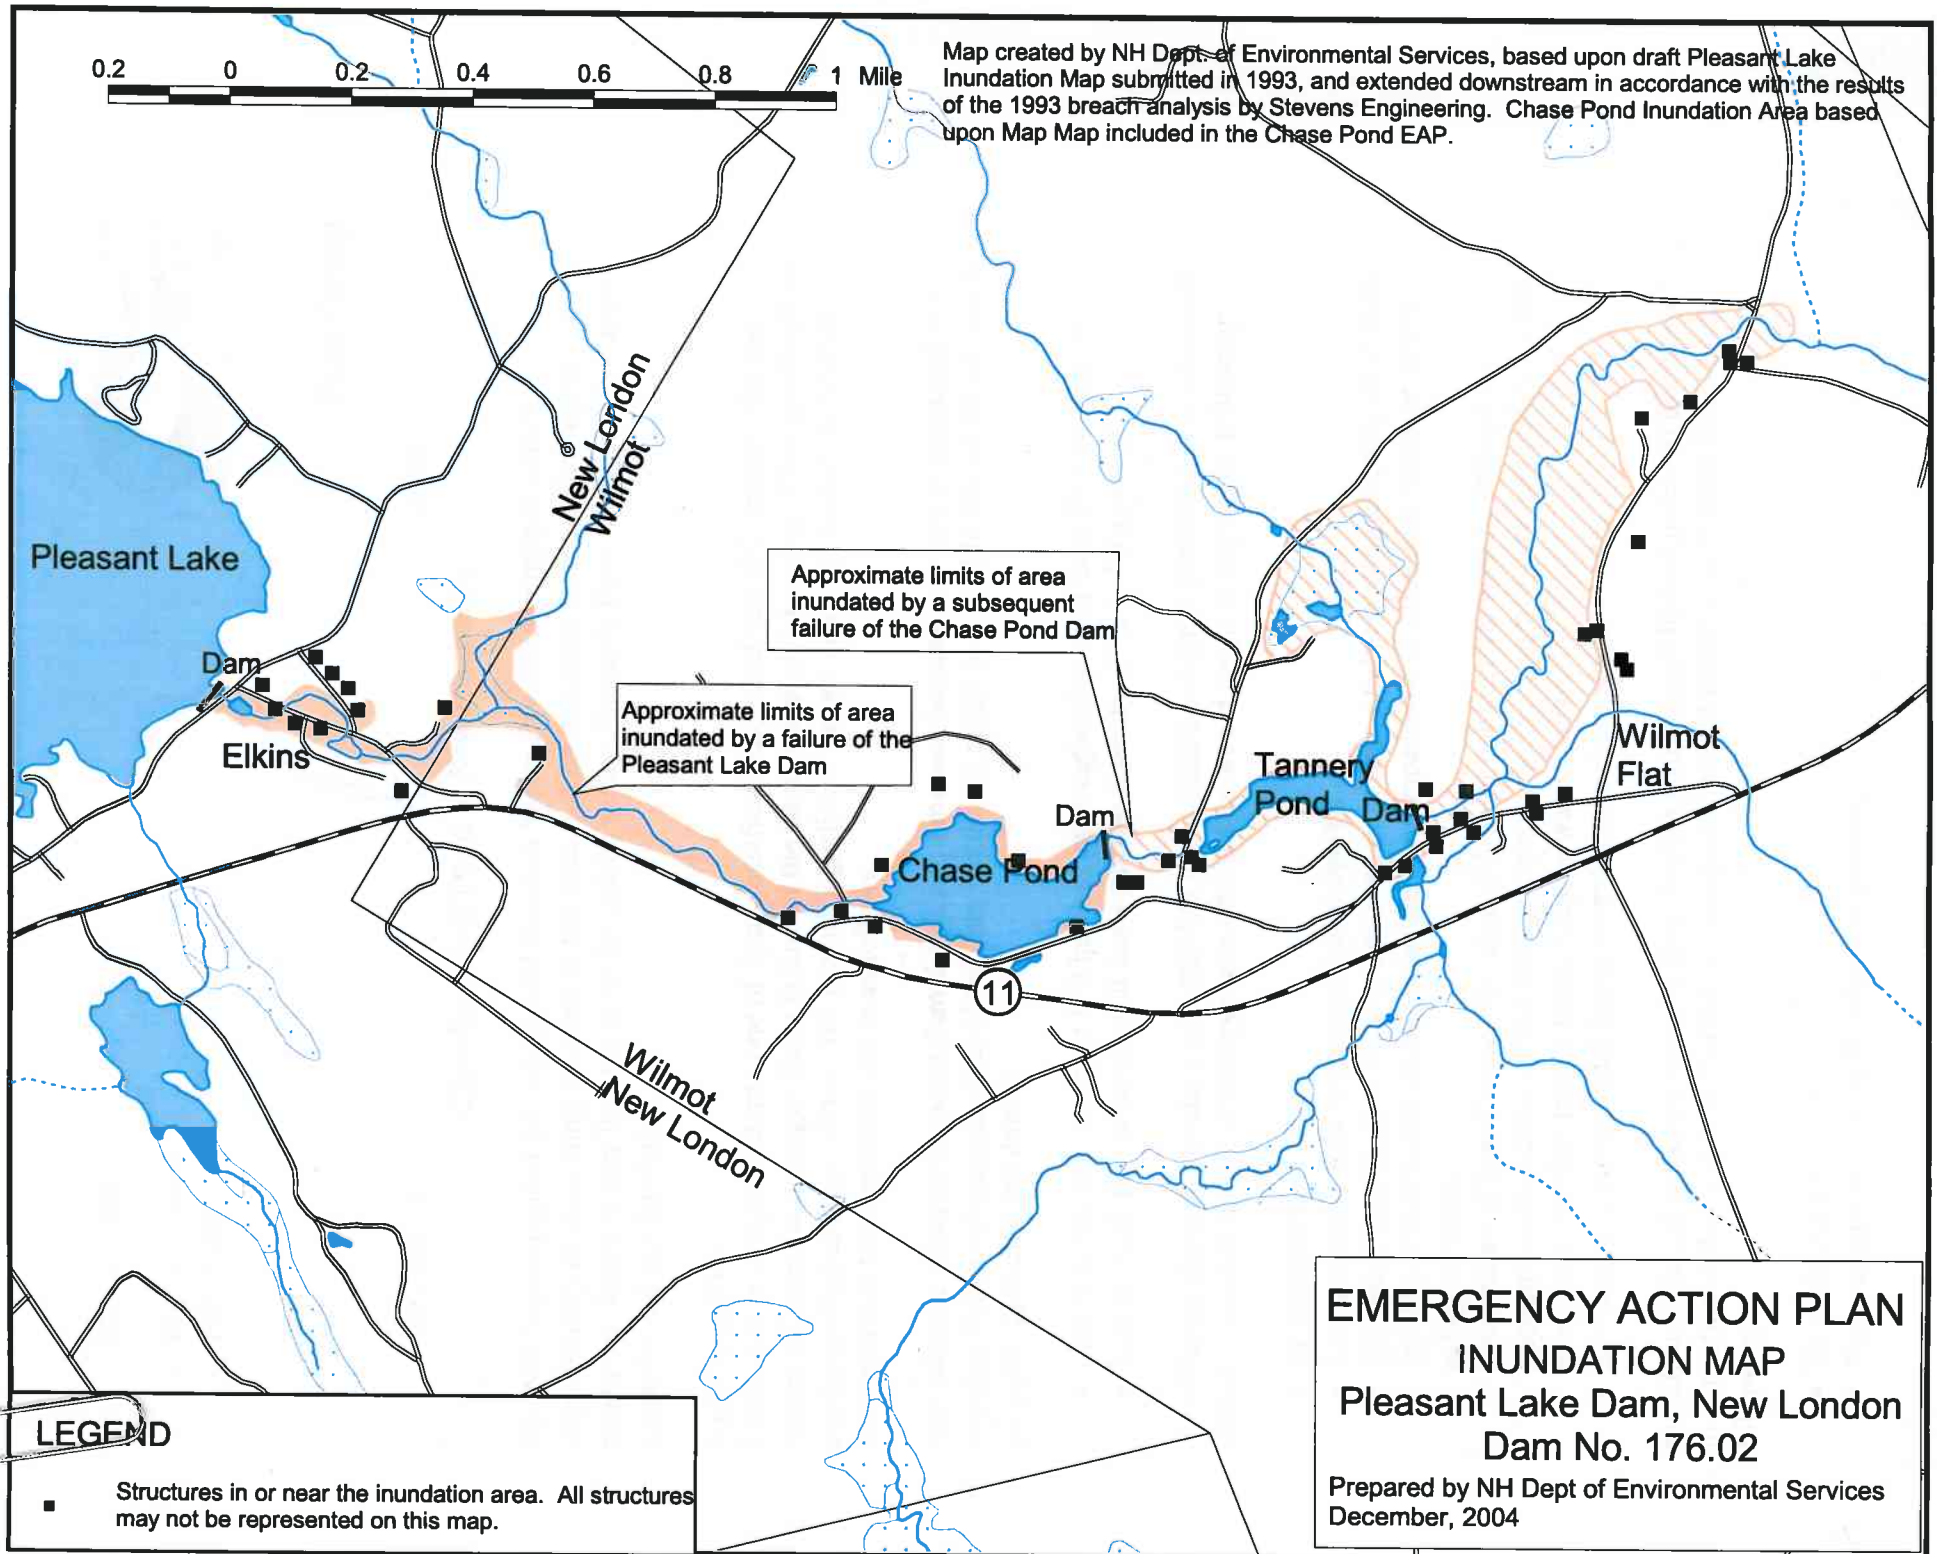 0.2 0 0.2 0.4 0.6 0.8 1 Mile
Map created by NH Dept. of Environmental Services, based upon draft Pleasant Lake
Inundation Map submitted in 1993, and extended downstream in accordance with the results
of the 1993 breach analysis by Stevens Engineering. Chase Pond Inundation Area based
upon Map Map included in the Chase Pond EAP.
New London
Wilmot
Pleasant Lake
Approximate limits of area
inundated by a subsequent
failure of the Chase Pond Dam
Dam
Approximate limits of area
inundated by a failure of the
Pleasant Lake Dam
Elkins
Wilmot
Flat
Tannery
Pond
Dam
Dam
Chase Pond
11
Wilmot
New London
EMERGENCY ACTION PLAN
INUNDATION MAP
Pleasant Lake Dam, New London
Dam No. 176.02
Prepared by NH Dept of Environmental Services
December, 2004
LEGEND
Structures in or near the inundation area. All structures
may not be represented on this map.